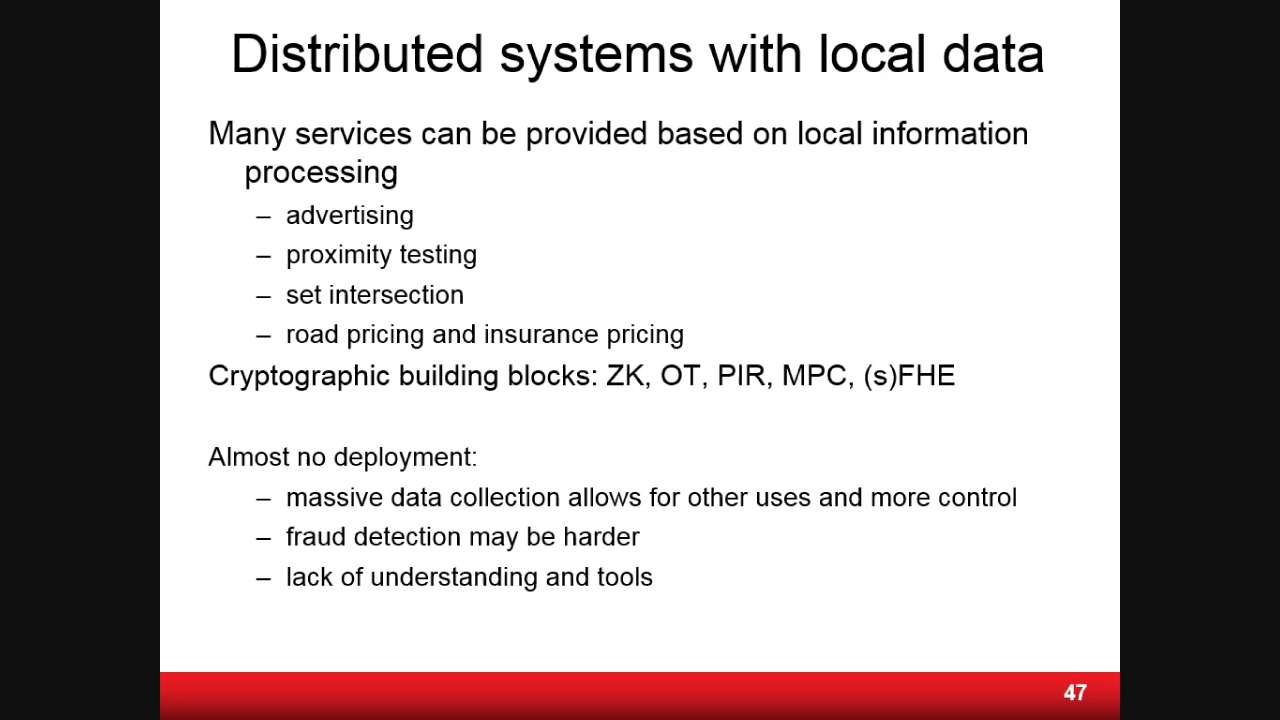 Distributed systems with local data
Many services can be provided based on local information
processing
– advertising
– proximity testing
– set intersection
– road pricing and insurance pricing
Cryptographic building blocks: ZK, OT, PIR, MPC, (s)FHE
Almost no deployment:
– massive data collection allows for other uses and more control
– fraud detection may be harder
– lack of understanding and tools
47